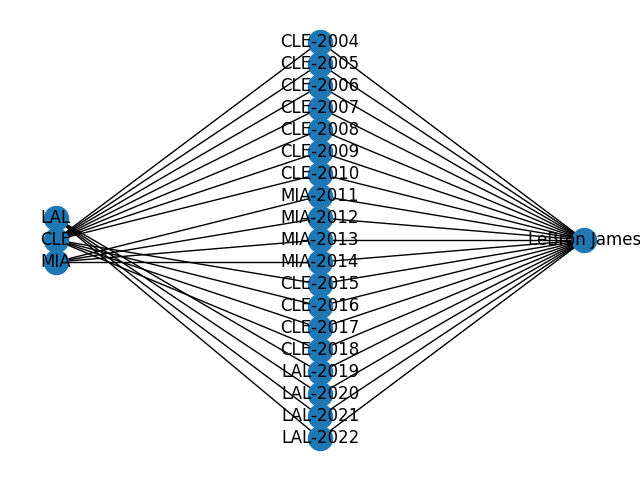 LAL
CLE
MIA
CLE-2004
CLE-2005
CLE-2006
CLE-2007
CLE-2008
CLE-2009
CLE-2010
MIA-2011
MIA-2012
MIA-2013
MIA-2014
CLE-2015
CLE-2016
CLE-2017
CLE-2018
LAL-2019
LAL-2020
LAL-2021
LAL-2022
LeBron James